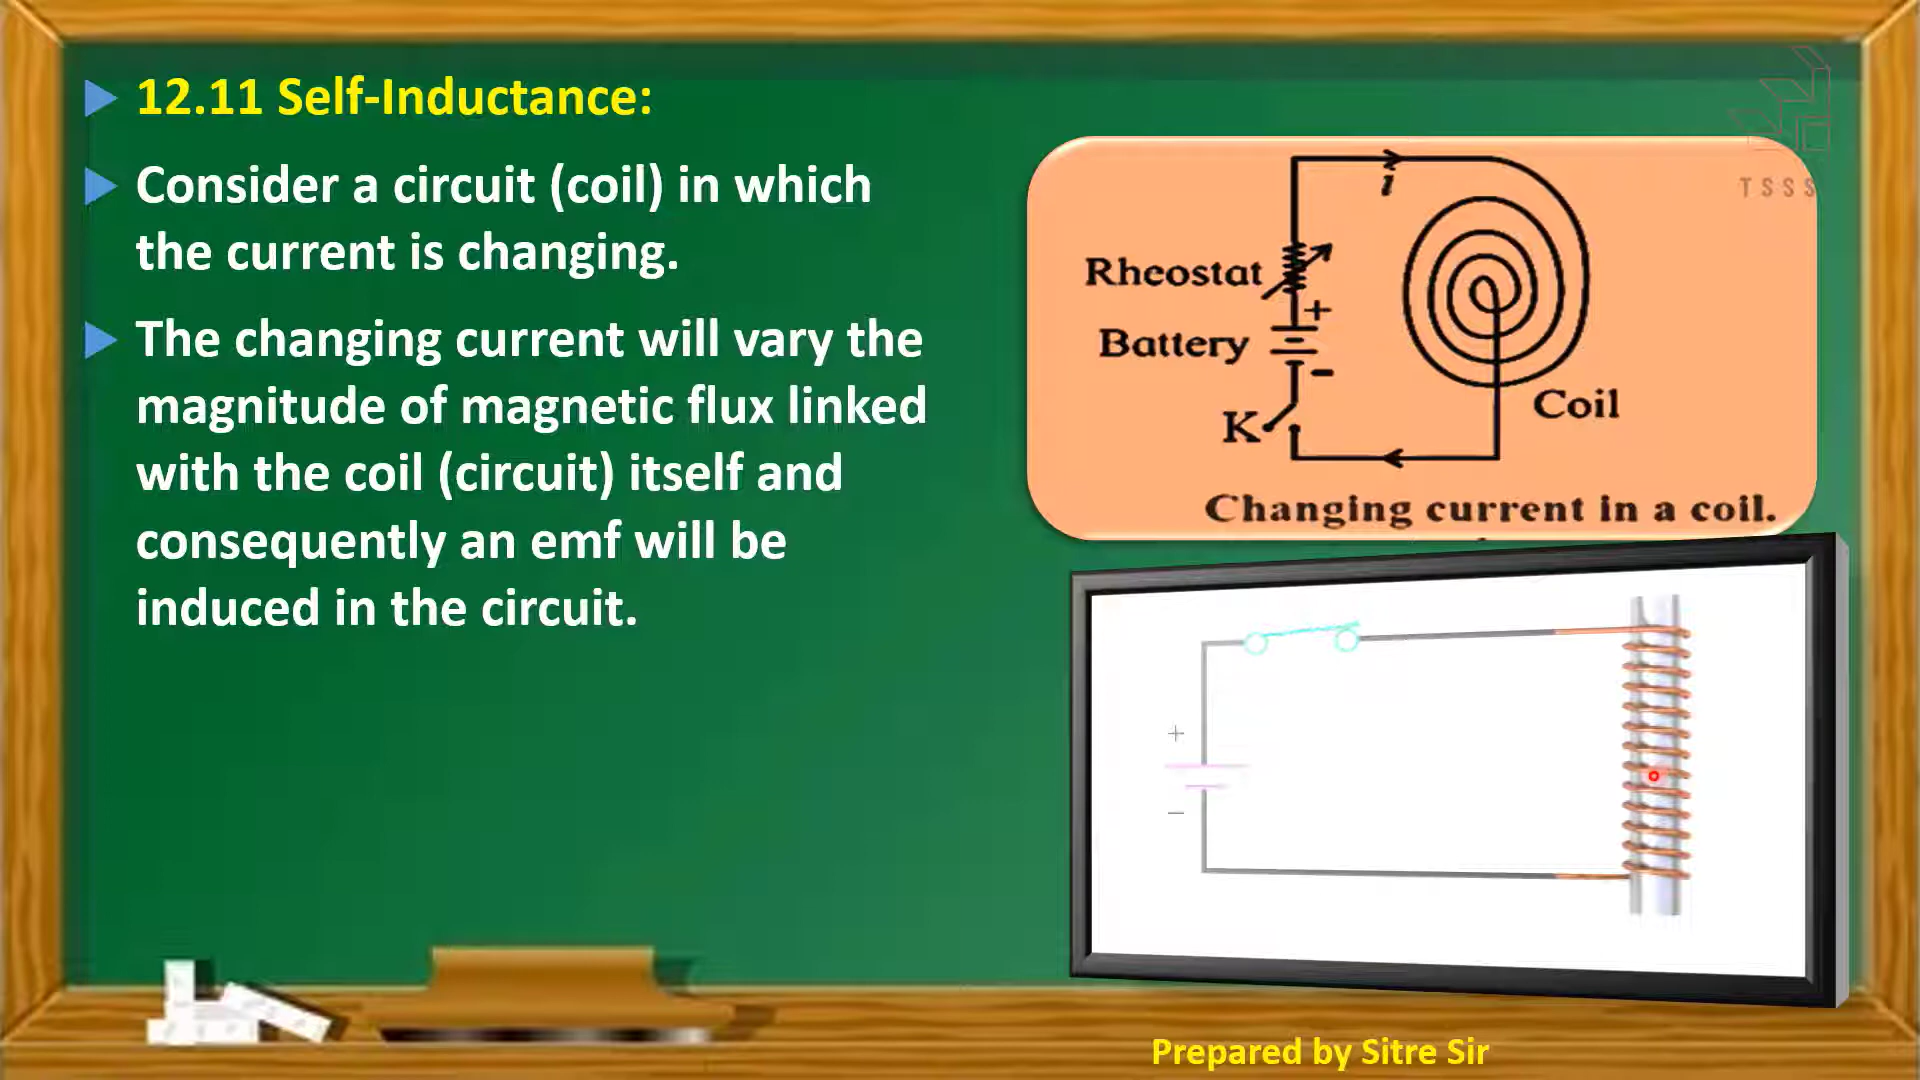 12.11 Self-Inductance:
Consider a circuit (coil) in which
the current is changing.
The changing current will vary the
magnitude of magnetic flux linked
with the coil (circuit) itself and
consequently an emf will be
induced in the circuit.
TSSS
i
Rheostat
+
Battery
-
K
Coil
Changing current in a coil.
+
−
Prepared by Sitre Sir